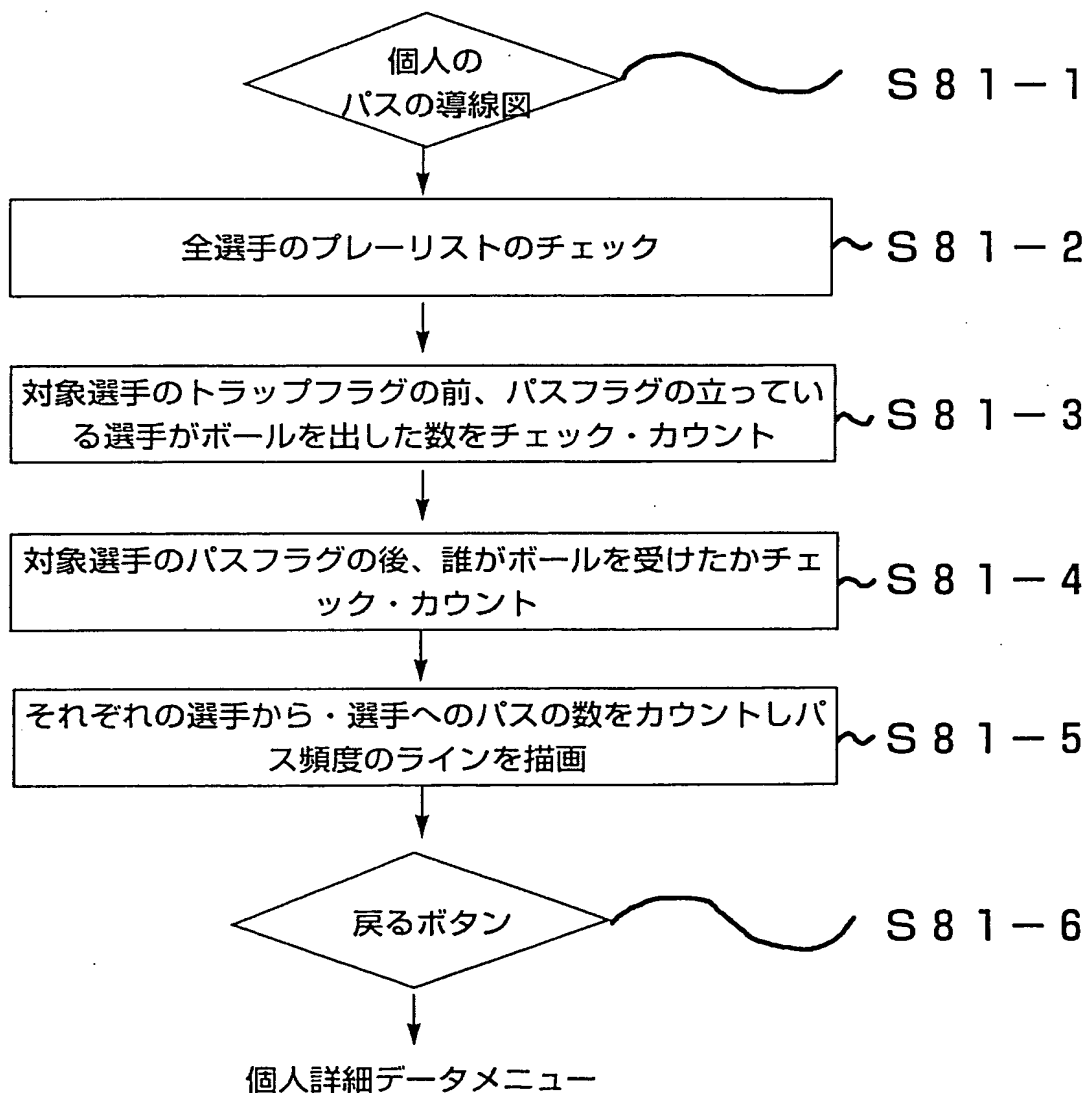 個人の
パスの導線図
S81-1
全選手のプレーリストのチェック
S81-2
対象選手のトラップフラグの前、パスフラグの立ってい
る選手がボールを出した数をチェック・カウント
S81-3
対象選手のパスフラグの後、誰がボールを受けたかチェ
ック・カウント
S81-4
それぞれの選手から・選手へのパスの数をカウントしパ
ス頻度のラインを描画
S81-5
戻るボタン
S81-6
個人詳細データメニュー